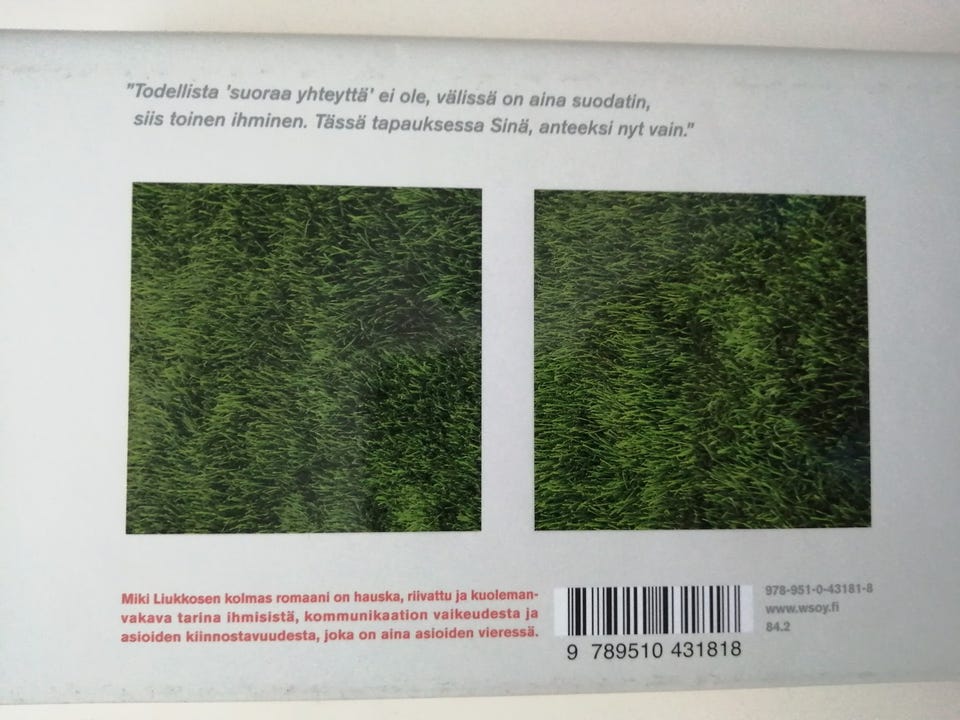 "Todellista 'suoraa yhteyttä' ei ole, välissä on aina suodatin,
siis toinen ihminen. Tässä tapauksessa Sinä, anteeksi nyt vain."
Miki Liukkosen kolmas romaani on hauska, riivattu ja kuoleman-
vakava tarina ihmisistä, kommunikaation vaikeudesta ja
asioiden kiinnostavuudesta, joka on aina asioiden vieressä.
978-951-0-43181-8
www.wsoy.fi
84.2
9 789510 431818